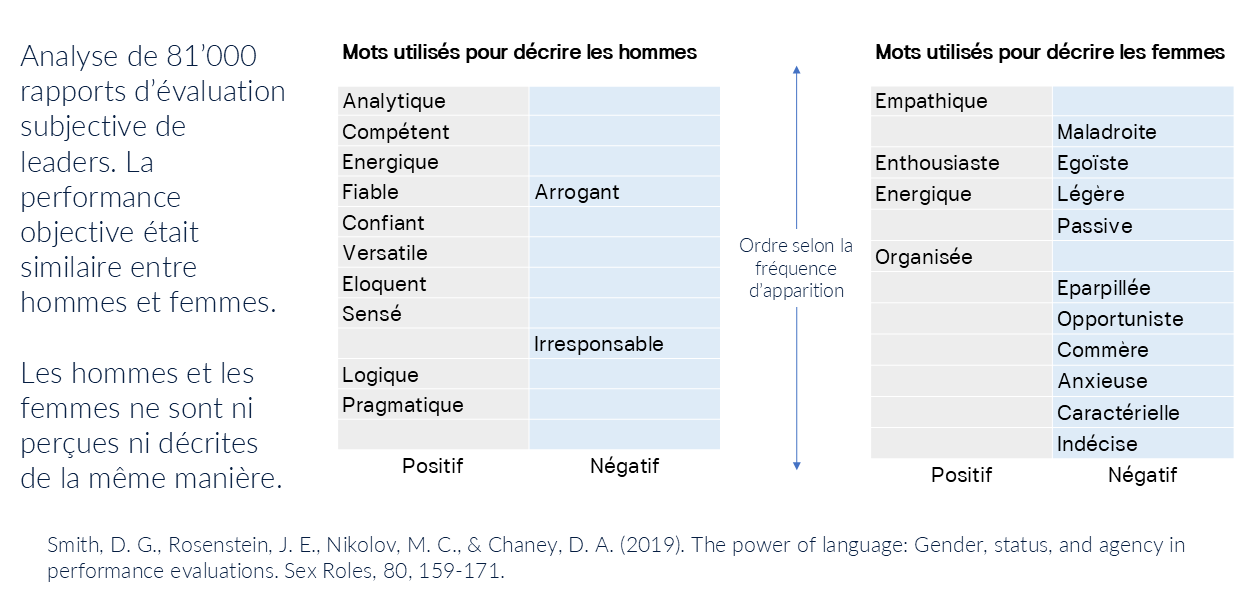 Analyse de 81’000
rapports d’évaluation
subjective de
leaders. La
performance
objective était
similaire entre
hommes et femmes.
Les hommes et les
femmes ne sont ni
perçues ni décrites
de la même manière.
Mots utilisés pour décrire les hommes
Analytique
Compétent
Energique
Fiable Arrogant
Confiant
Versatile
Eloquent
Sensé
Irresponsable
Logique
Pragmatique
Positif Négatif
Ordre selon la
fréquence
d’apparition
Mots utilisés pour décrire les femmes
Empathique
Maladroite
Enthousiaste Egoïste
Energique Légère
Passive
Organisée
Eparpillée
Opportuniste
Commère
Anxieuse
Caractérielle
Indécise
Positif Négatif
Smith, D. G., Rosenstein, J. E., Nikolov, M. C., & Chaney, D. A. (2019). The power of language: Gender, status, and agency in
performance evaluations. Sex Roles, 80, 159-171.